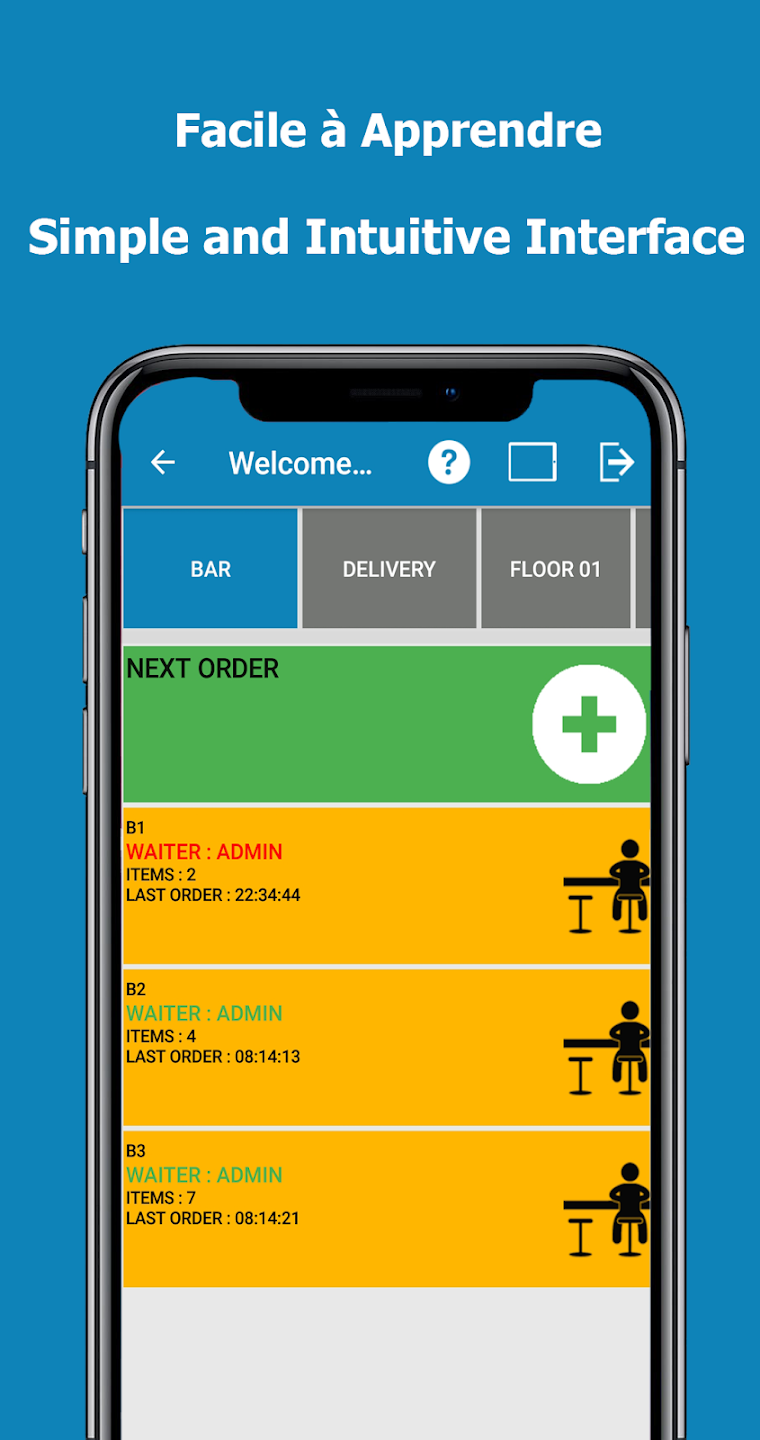 Facile à Apprendre
Simple and Intuitive Interface
Welcome...
?
BAR
DELIVERY
FLOOR 01
NEXT ORDER
B1
WAITER : ADMIN
ITEMS : 2
LAST ORDER : 22:34:44
B2
WAITER : ADMIN
ITEMS : 4
LAST ORDER : 08:14:13
B3
WAITER : ADMIN
ITEMS : 7
LAST ORDER : 08:14:21